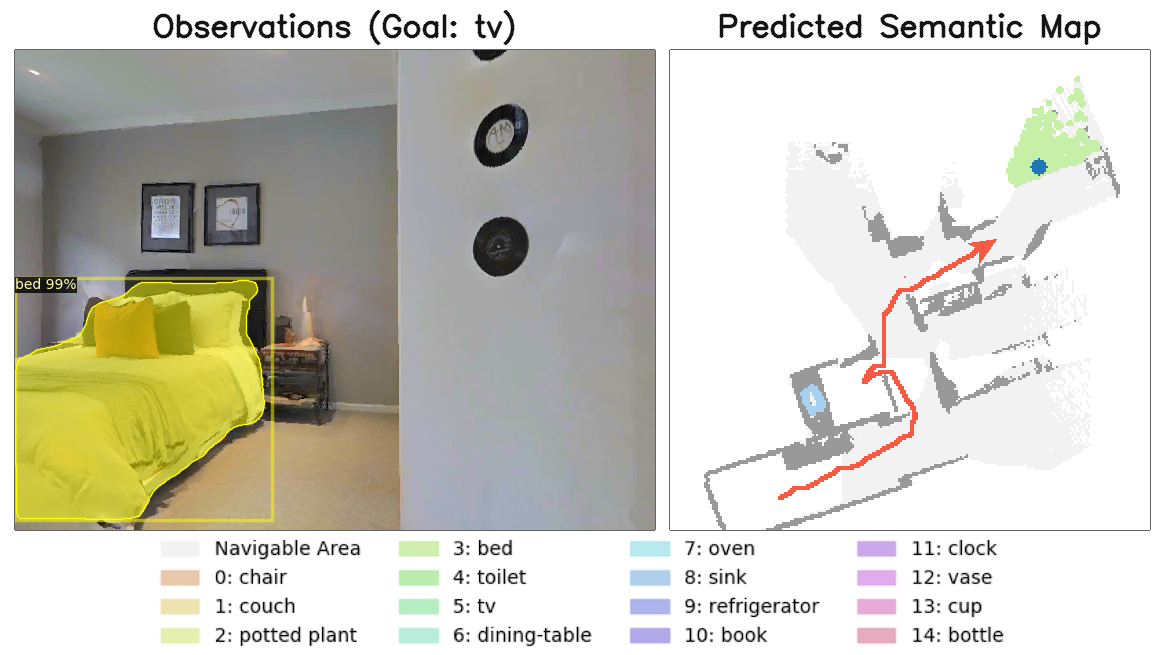 Observations (Goal: tv)
Predicted Semantic Map
bed 99%
Navigable Area
0: chair
1: couch
2: potted plant
3: bed
4: toilet
5: tv
6: dining-table
7: oven
8: sink
9: refrigerator
10: book
11: clock
12: vase
13: cup
14: bottle